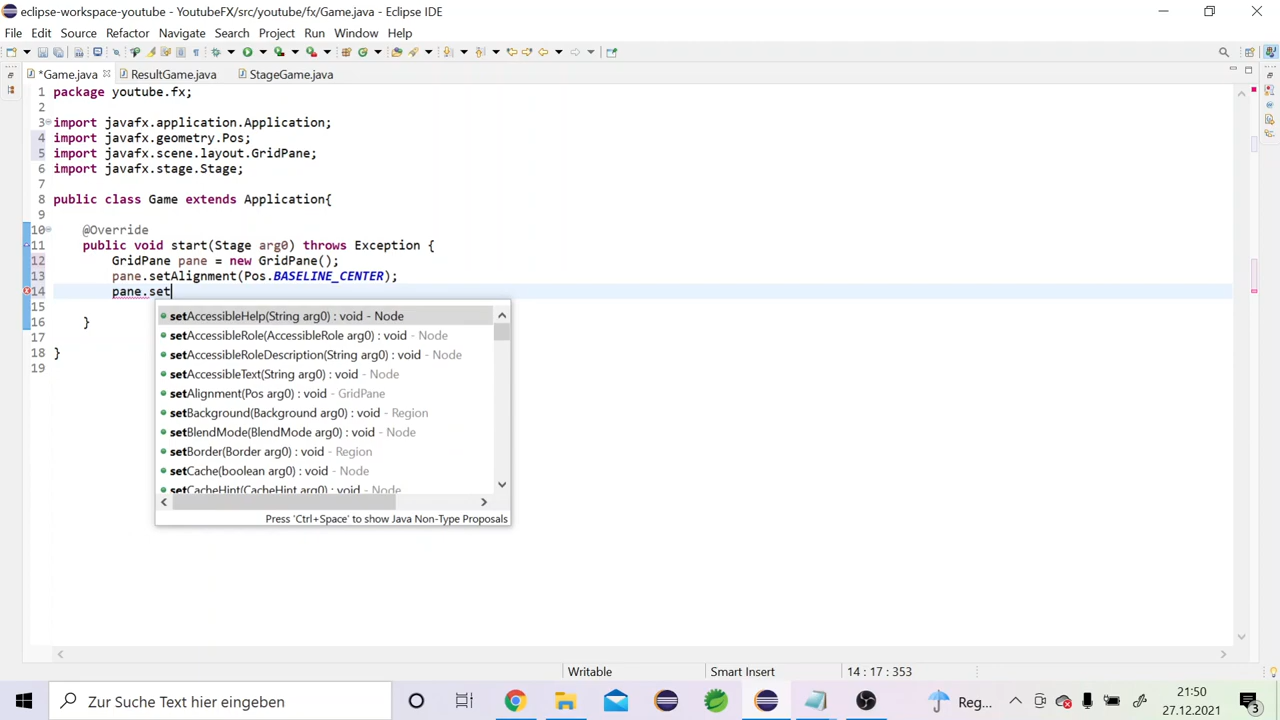 eclipse-workspace-youtube - YoutubeFX/src/youtube/fx/Game.java - Eclipse IDE
File Edit Source Refactor Navigate Search Project Run Window Help
*Game.java ResultGame.java StageGame.java
1 package youtube.fx;
2
3 import javafx.application.Application;
4 import javafx.geometry.Pos;
5 import javafx.scene.layout.GridPane;
6 import javafx.stage.Stage;
7
8 public class Game extends Application{
9
10 @Override
11 public void start(Stage arg0) throws Exception {
12 GridPane pane = new GridPane();
13 pane.setAlignment(Pos.BASELINE_CENTER);
14 pane.set
15
16 }
17
18 }
19
setAccessibleHelp(String arg0) : void - Node
setAccessibleRole(AccessibleRole arg0) : void - Node
setAccessibleRoleDescription(String arg0) : void - Node
setAccessibleText(String arg0) : void - Node
setAlignment(Pos arg0) : void - GridPane
setBackground(Background arg0) : void - Region
setBlendMode(BlendMode arg0) : void - Node
setBorder(Border arg0) : void - Region
setCache(boolean arg0) : void - Node
setCacheHint(CacheHint arg0) : void - Node
Press 'Ctrl+Space' to show Java Non-Type Proposals
Writable Smart Insert 14 : 17 : 353
Zur Suche Text hier eingeben
Reg...
21:50
27.12.2021
3